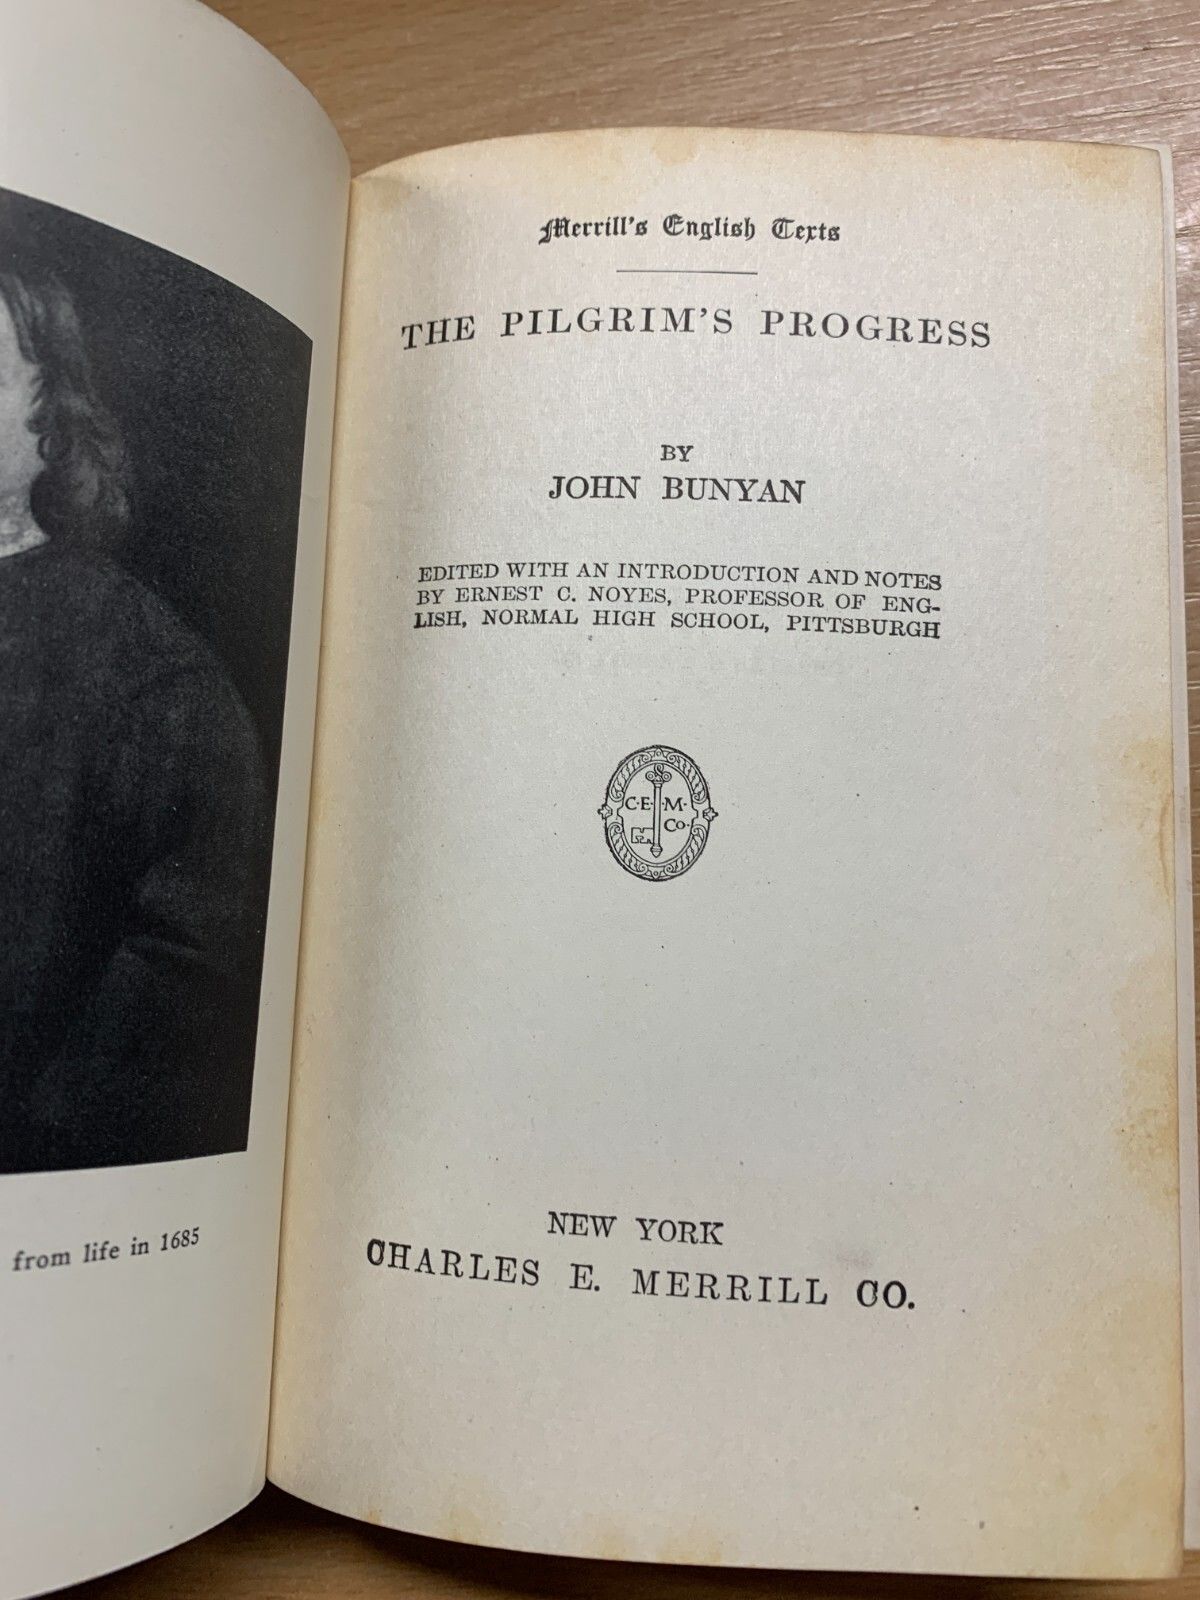 from life in 1685
Merrill's English Texts
THE PILGRIM'S PROGRESS
BY
JOHN BUNYAN
EDITED WITH AN INTRODUCTION AND NOTES
BY ERNEST C. NOYES, PROFESSOR OF ENG-
LISH, NORMAL HIGH SCHOOL, PITTSBURGH
C·E·M·
Co·
NEW YORK
CHARLES E. MERRILL CO.